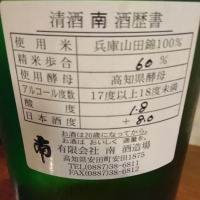 清酒 南 酒歴書
使用米 兵庫山田錦100%
精米歩合 60%
使用酵母 高知県酵母
アルコール度数 17度以上18度未満
酸度 1.8
日本酒度 +8.0
お酒は20歳になってから。
お酒は おいしく 適量を。
南 有限会社 南 酒造場
高知県安田町安田1875
TEL(0887)38-6811
FAX(0887)38-6812